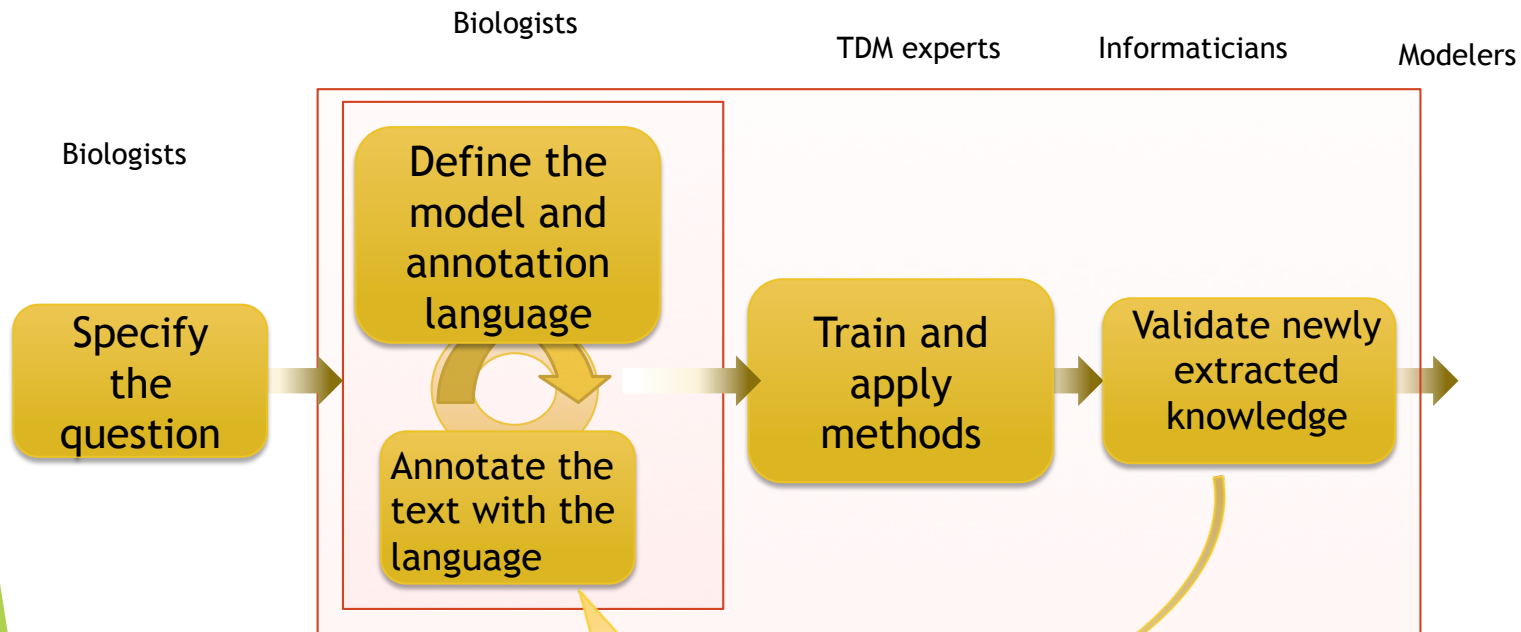 Biologists
TDM experts
Informaticians
Modelers
Biologists
Define the
model and
annotation
language
Specify
the
question
Annotate the
text with the
language
Train and
apply
methods
Validate newly
extracted
knowledge